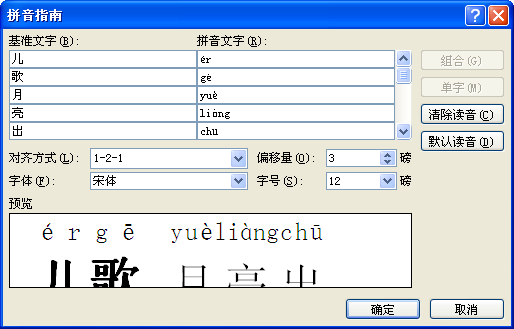 拼音指南
基准文字(B): 拼音文字(R):
儿 ér
歌 gē
月 yuè
亮 liàng
出 chū
组合(G)
单字(M)
清除读音(C)
默认读音(D)
对齐方式(L): 1-2-1 偏移量(O): 3 磅
字体(F): 宋体 字号(S): 12 磅
预览
ér gē yuèliàngchū
儿歌 月亮出
确定 取消